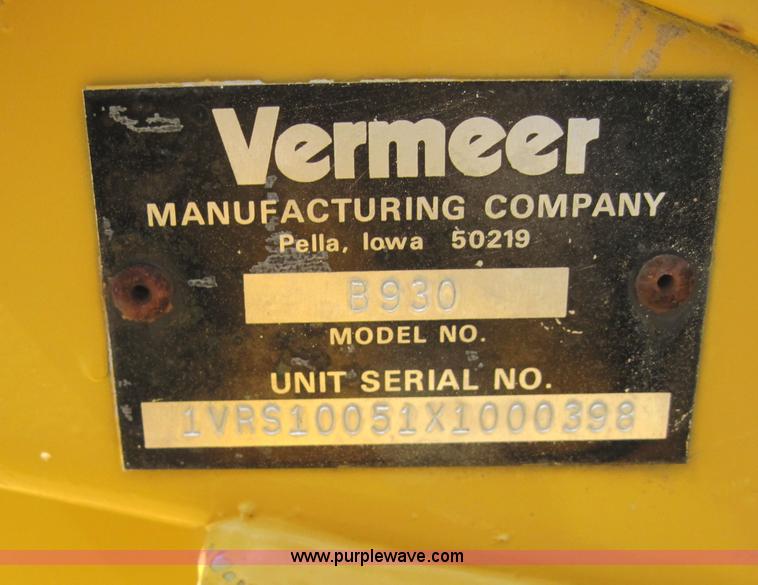 Vermeer
MANUFACTURING COMPANY
Pella, Iowa 50219
B930
MODEL NO.
UNIT SERIAL NO.
1VRS10051X1000398
www.purplewave.com